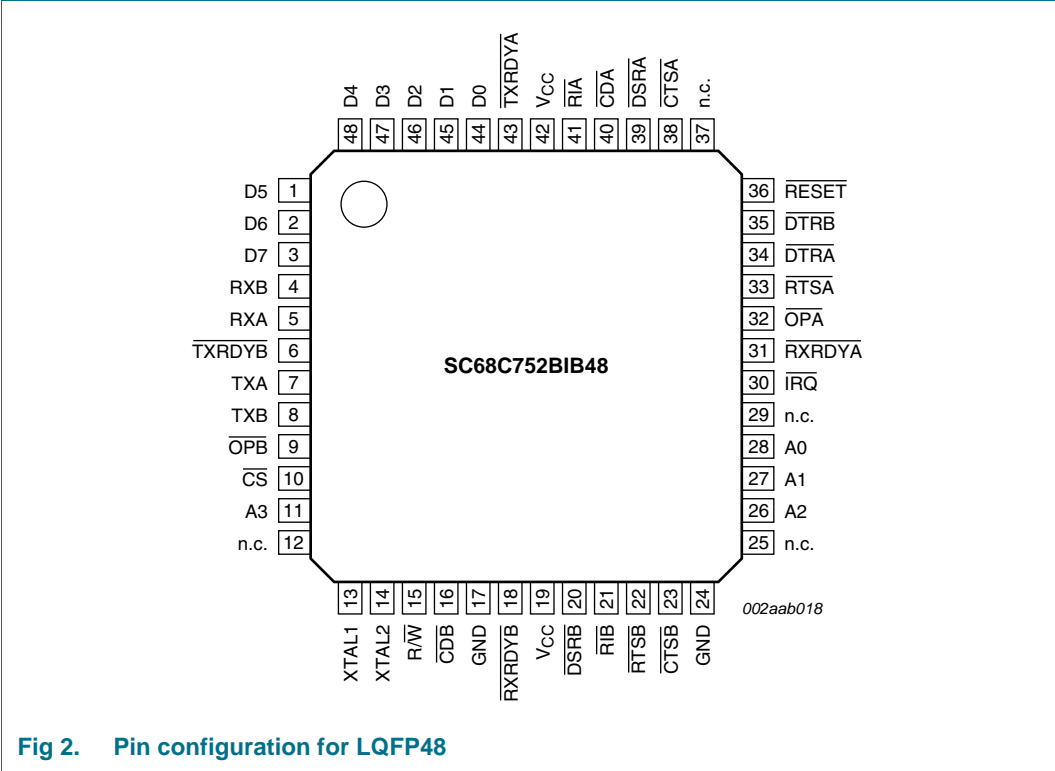 D4 D3 D2 D1 D0 TXRDYA VCC RIA CDA DSRA CTSA n.c.
48 47 46 45 44 43 42 41 40 39 38 37
D5 1
D6 2
D7 3
RXB 4
RXA 5
TXRDYB 6
TXA 7
TXB 8
OPB 9
CS 10
A3 11
n.c. 12
SC68C752BIB48
36 RESET
35 DTRB
34 DTRA
33 RTSA
32 OPA
31 RXRDYA
30 IRQ
29 n.c.
28 A0
27 A1
26 A2
25 n.c.
13 14 15 16 17 18 19 20 21 22 23 24
XTAL1 XTAL2 R/W CDB GND RXRDYB VCC DSRB RIB RTSB CTSB GND
002aab018
Fig 2. Pin configuration for LQFP48